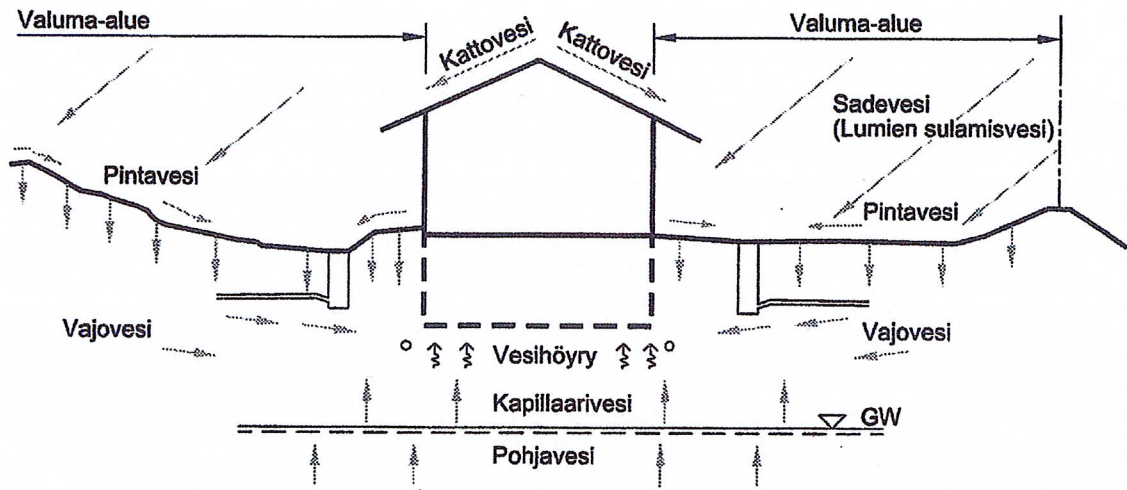 Valuma-alue
Kattovesi
Kattovesi
Valuma-alue
Sadevesi
(Lumien sulamisvesi)
Pintavesi
Pintavesi
Vajovesi
Vesihöyry
Vajovesi
Kapillaarivesi
GW
Pohjavesi